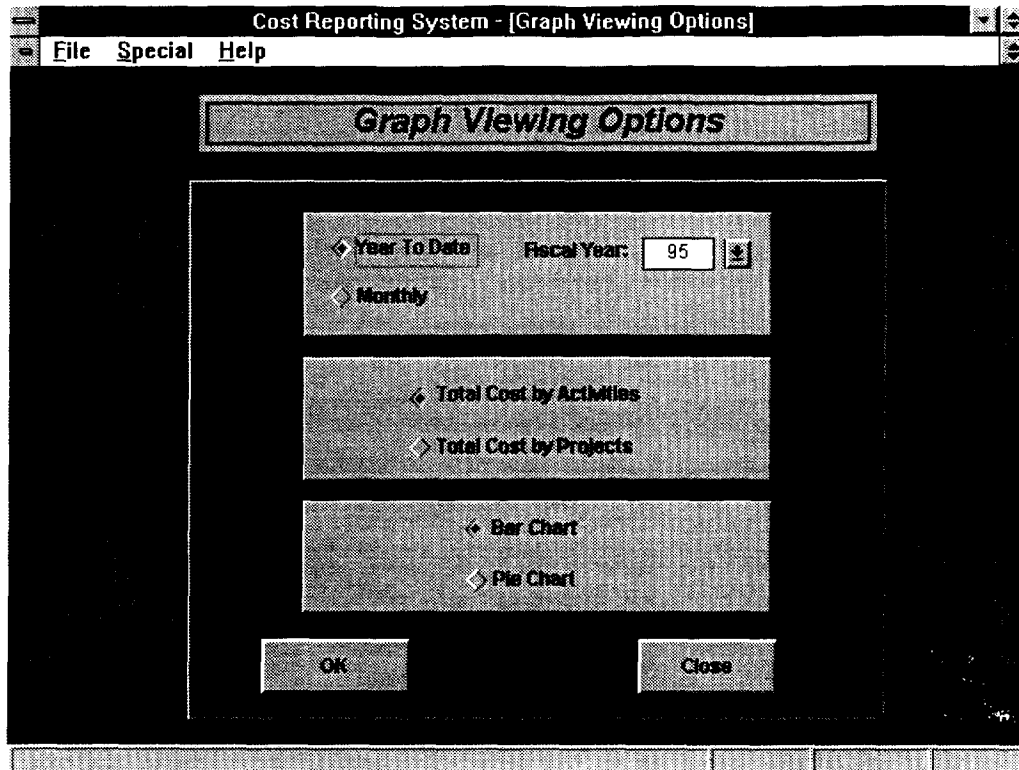 Cost Reporting System - [Graph Viewing Options]
File Special Help
Graph Viewing Options
Year To Date Fiscal Year: 95
Monthly
Total Cost by Activities
Total Cost by Projects
Bar Chart
Pie Chart
OK Close